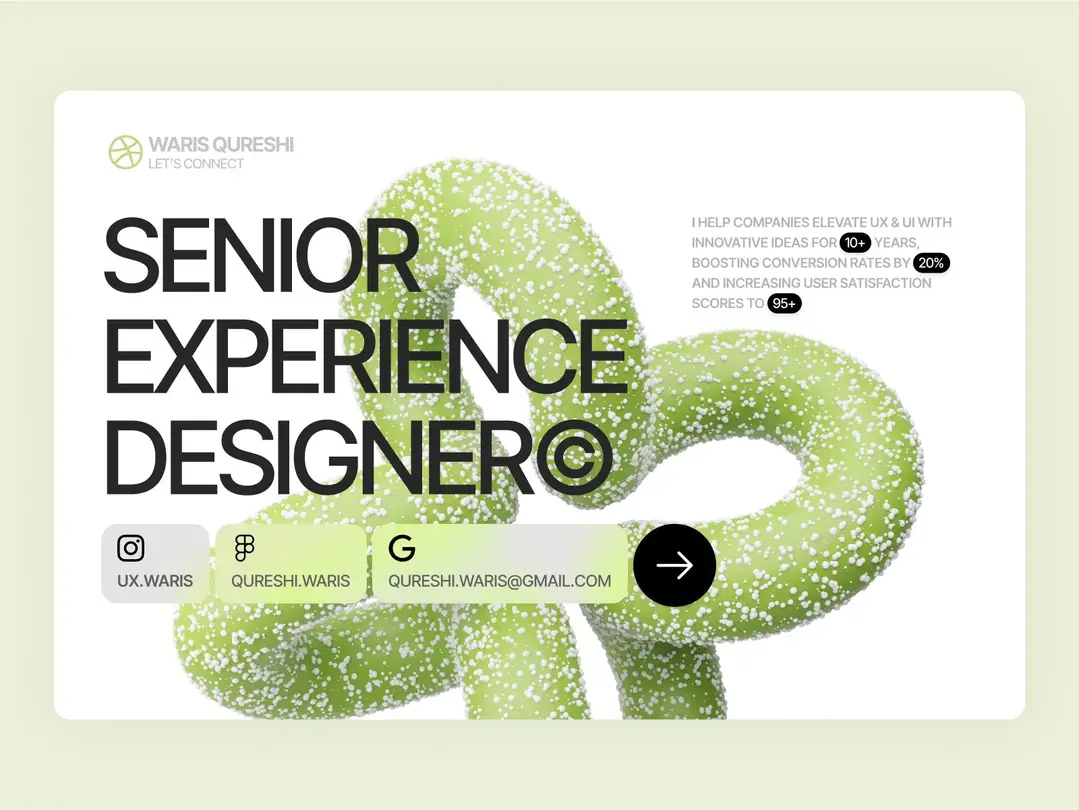 WARIS QURESHI
LET'S CONNECT
SENIOR
EXPERIENCE
DESIGNER©
I HELP COMPANIES ELEVATE UX & UI WITH
INNOVATIVE IDEAS FOR 10+ YEARS,
BOOSTING CONVERSION RATES BY 20%
AND INCREASING USER SATISFACTION
SCORES TO 95+
UX.WARIS
QURESHI.WARIS
QURESHI.WARIS@GMAIL.COM